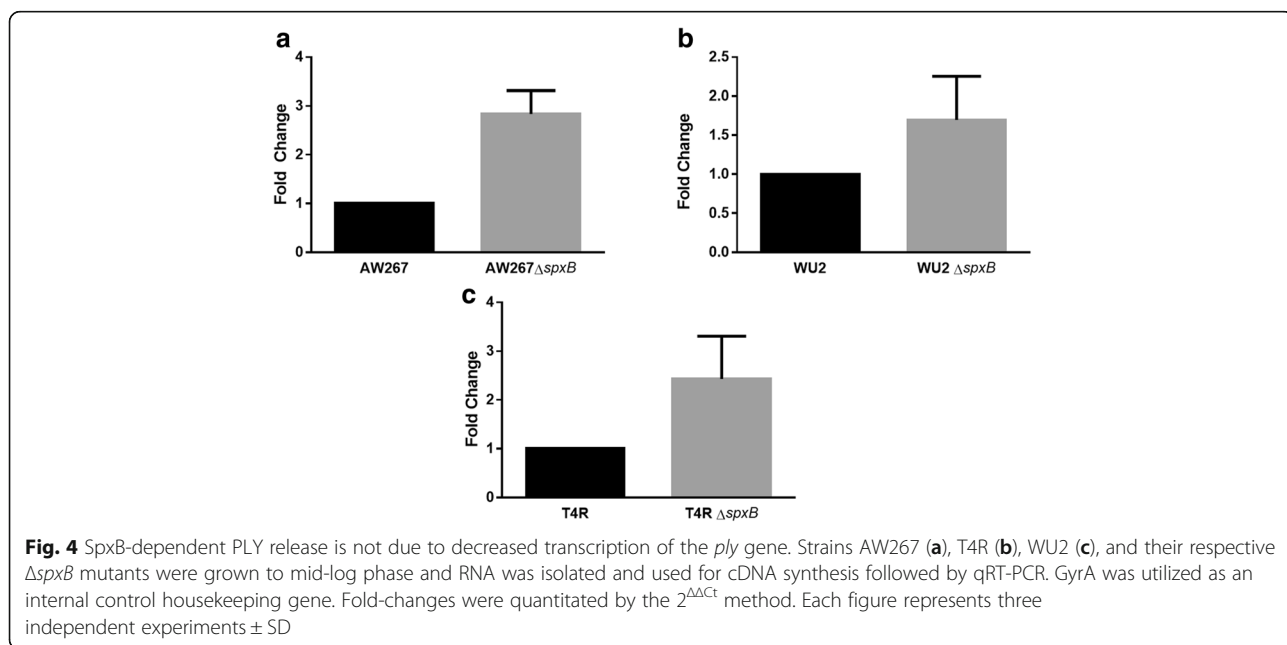 a
4
3
2
1
0
Fold Change
AW267
AW267ΔspxB
b
2.5
2.0
1.5
1.0
0.5
0.0
Fold Change
WU2
WU2 ΔspxB
c
4
3
2
1
0
Fold Change
T4R
T4R ΔspxB
Fig. 4 SpxB-dependent PLY release is not due to decreased transcription of the ply gene. Strains AW267 (a), T4R (b), WU2 (c), and their respective
ΔspxB mutants were grown to mid-log phase and RNA was isolated and used for cDNA synthesis followed by qRT-PCR. GyrA was utilized as an
internal control housekeeping gene. Fold-changes were quantitated by the 2^ΔΔCt method. Each figure represents three
independent experiments ± SD